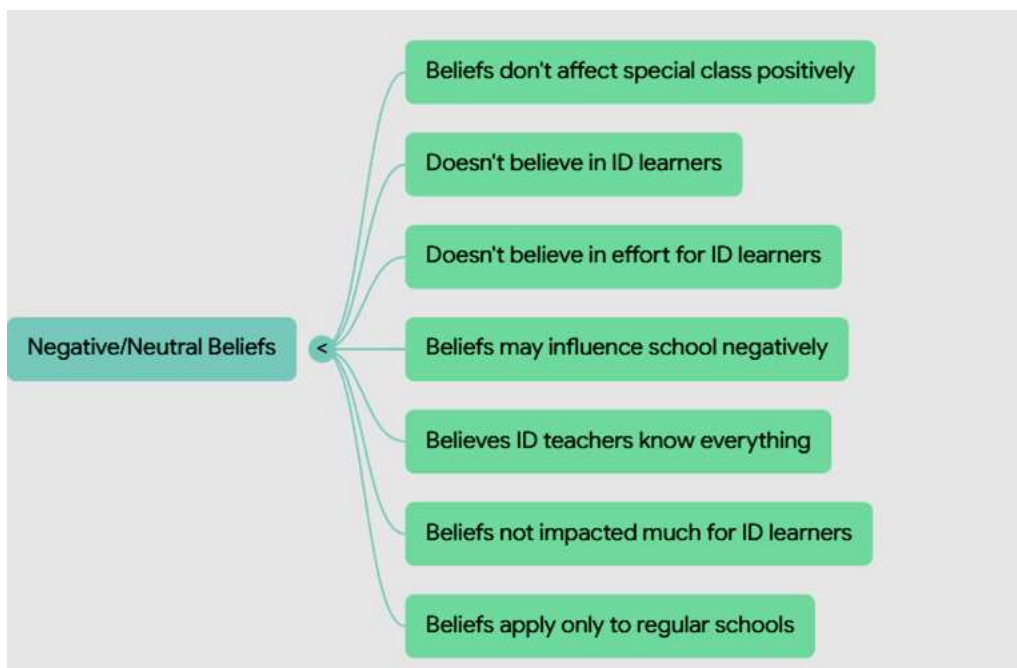 Beliefs don't affect special class positively
Doesn't believe in ID learners
Doesn't believe in effort for ID learners
Negative/Neutral Beliefs
<
Beliefs may influence school negatively
Believes ID teachers know everything
Beliefs not impacted much for ID learners
Beliefs apply only to regular schools